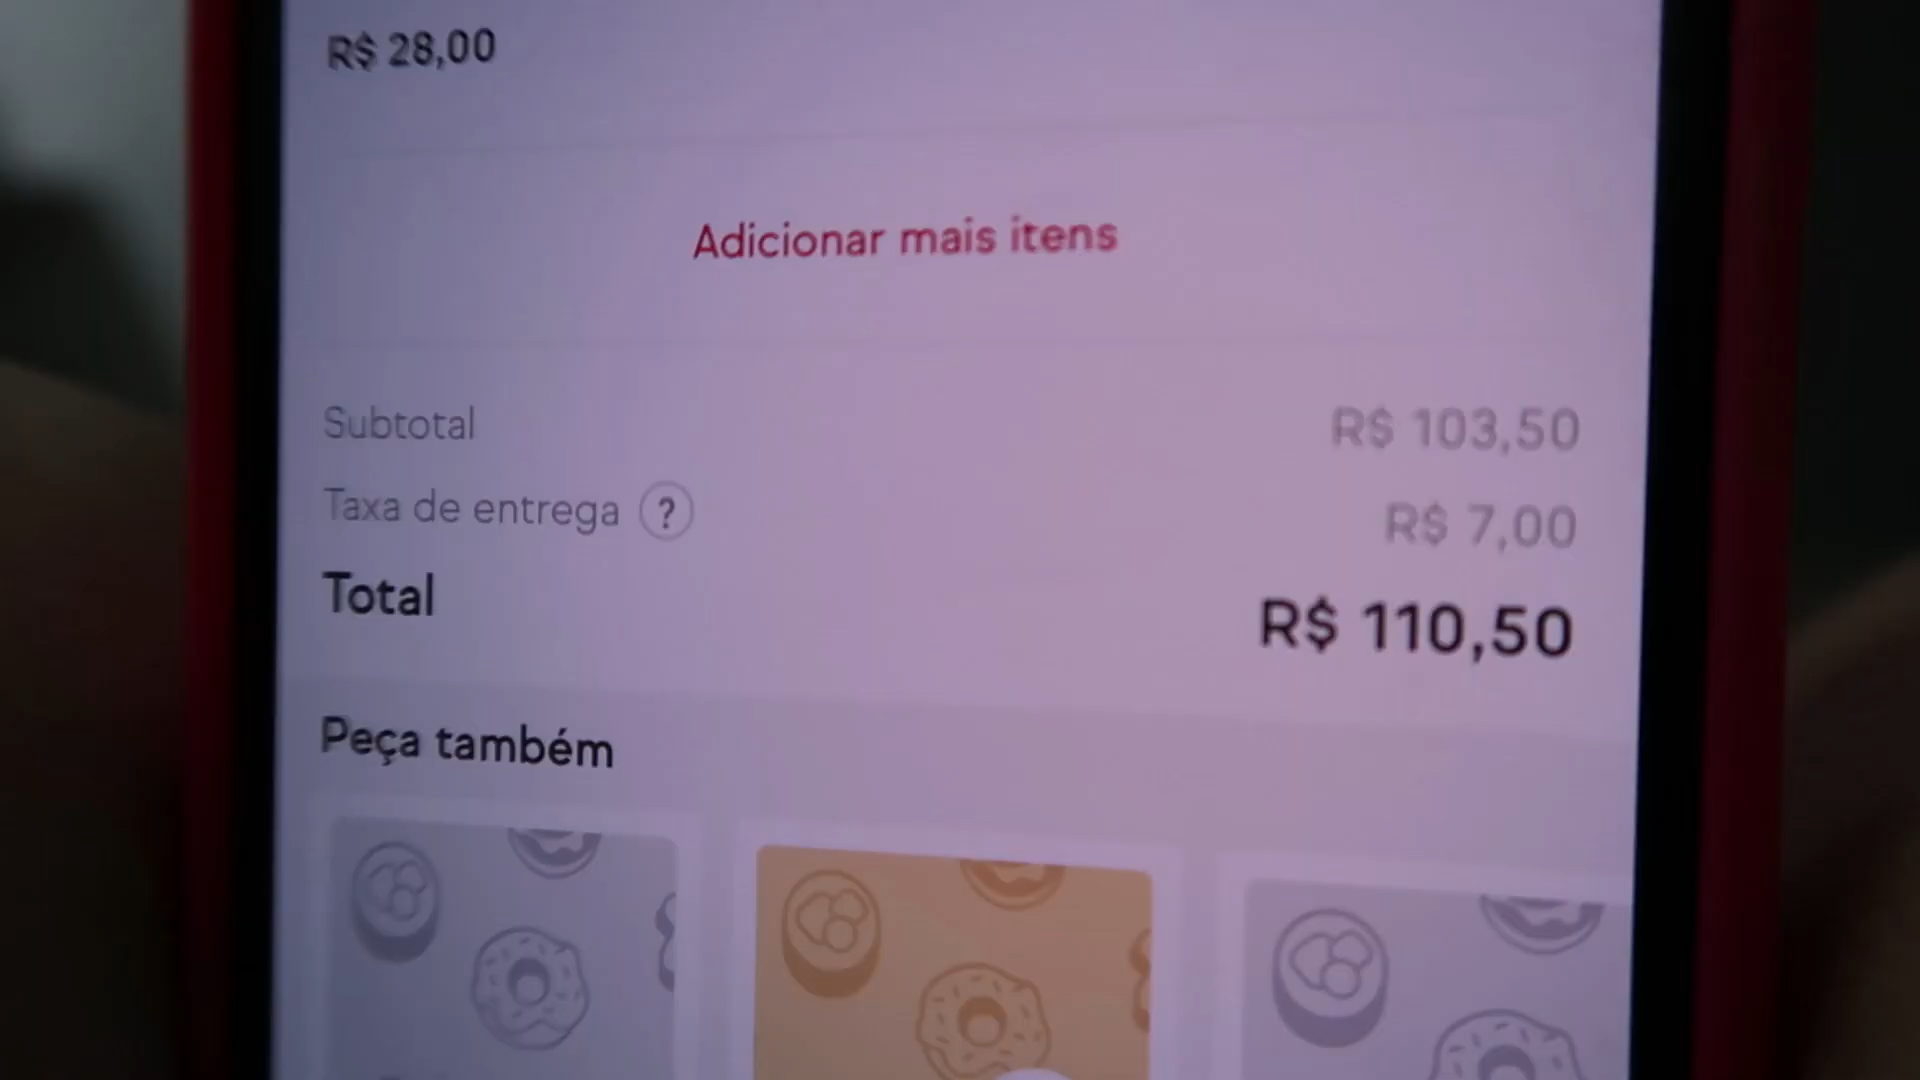 R$ 28,00
Adicionar mais itens
Subtotal R$ 103,50
Taxa de entrega ? R$ 7,00
Total R$ 110,50
Peça também